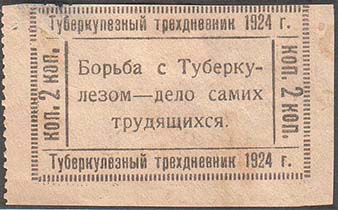 Туберкулезный трехдневник 1924 г.
КОП. 2 КОП.
Борьба с Туберку-
лезом—дело самих
трудящихся.
КОП. 2 КОП.
Туберкулезный трехдневник 1924 г.